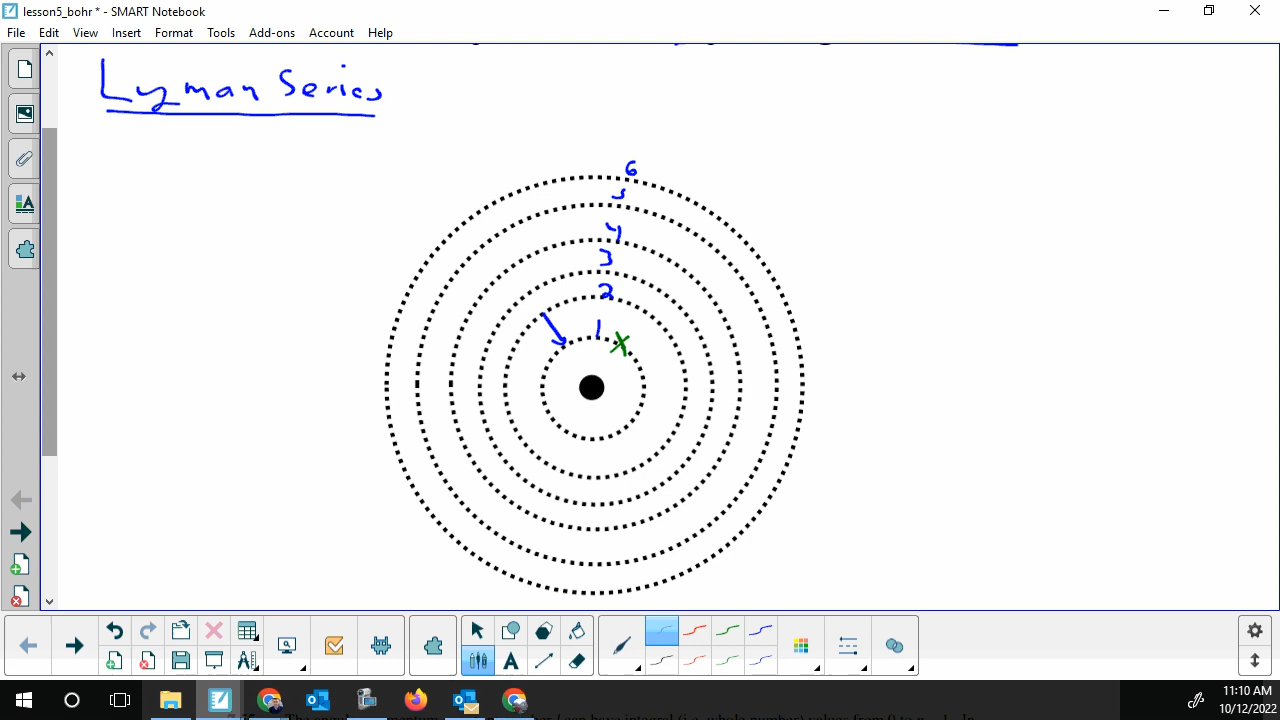 lesson5_bohr * - SMART Notebook
File Edit View Insert Format Tools Add-ons Account Help
Lyman Series
6
5
4
3
2
1
X
11:10 AM
10/12/2022